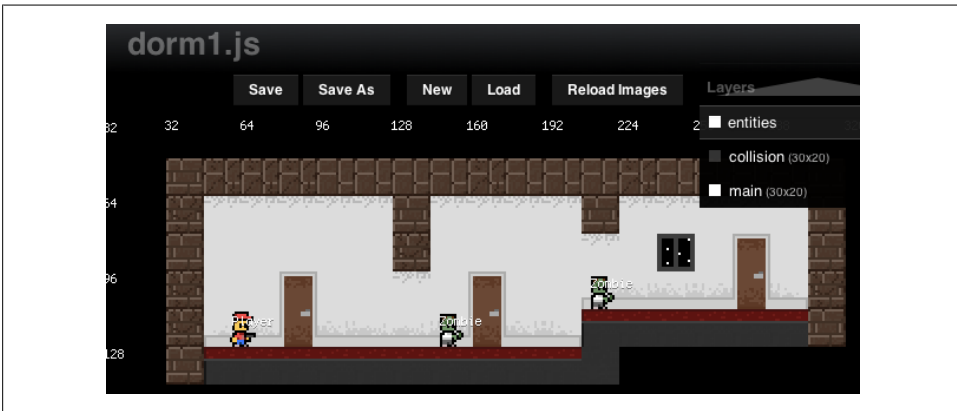 dorm1.js
Save Save As New Load Reload Images
Layers
entities
collision (30x20)
main (30x20)
32 64 96 128 160 192 224
96
128
Zombie
Player Zombie